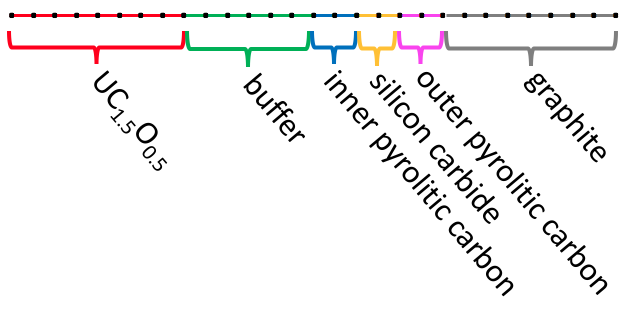 UC₁.₅O₀.₅
buffer
inner pyrolitic carbon
silicon carbide
outer pyrolitic carbon
graphite